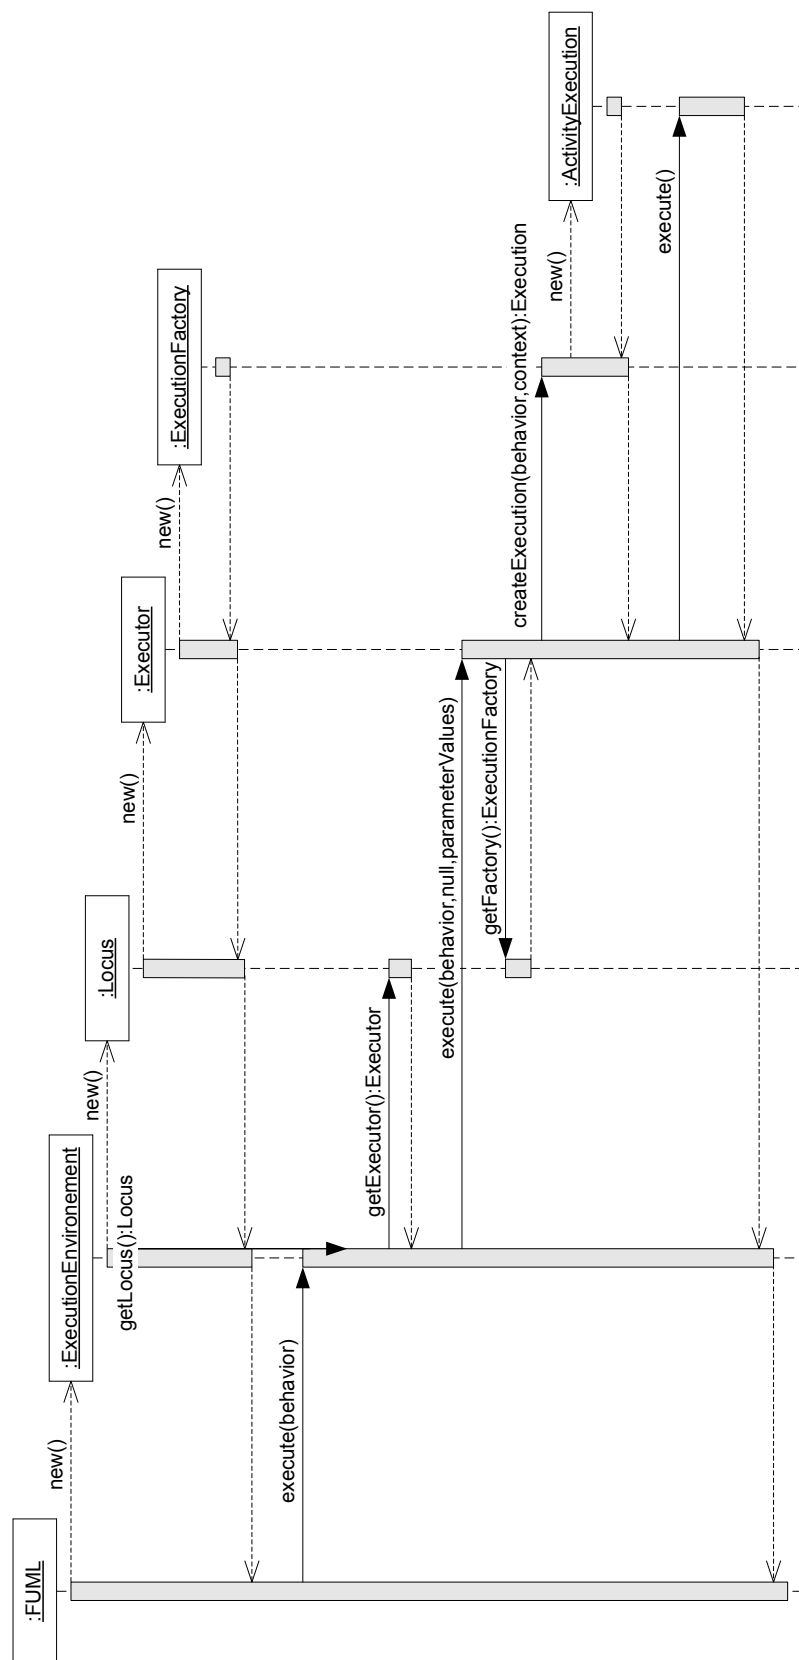 :FUML
:ExecutionEnvironement
:Locus
:Executor
:ExecutionFactory
:ActivityExecution
new()
new()
new()
new()
getLocus():Locus
execute(behavior)
getExecutor():Executor
execute(behavior,null,parameterValues)
getFactory():ExecutionFactory
createExecution(behavior,context):Execution
new()
execute()